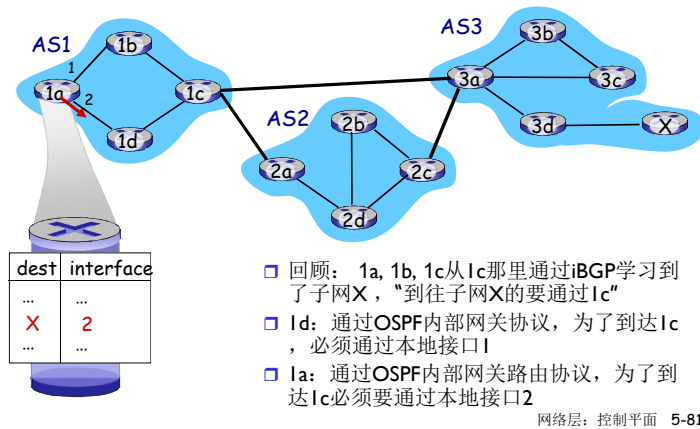 AS1
1b
1
1a
2
1c
1d
AS2
2b
2a
2c
2d
AS3
3b
3a
3c
3d
X
dest interface
… …
X 2
… …
回顾： 1a, 1b, 1c从1c那里通过iBGP学习到
了子网X ，“到往子网X的要通过1c”
1d：通过OSPF内部网关协议，为了到达1c
，必须通过本地接口1
1a：通过OSPF内部网关路由协议，为了到
达1c必须要通过本地接口2
网络层：控制平面 5-81